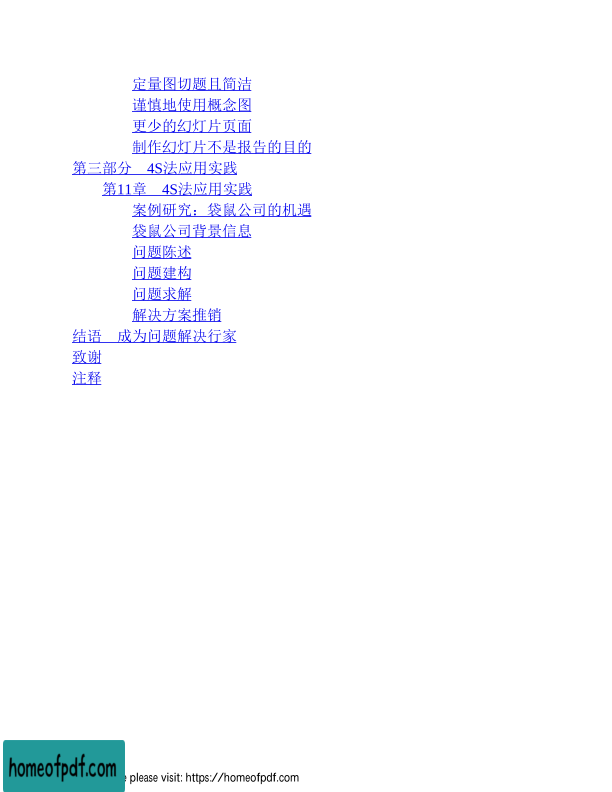 定量图切题且简洁
谨慎地使用概念图
更少的幻灯片页面
制作幻灯片不是报告的目的
第三部分　4S法应用实践
第11章　4S法应用实践
案例研究：袋鼠公司的机遇
袋鼠公司背景信息
问题陈述
问题建构
问题求解
解决方案推销
结语　成为问题解决行家
致谢
注释
homeofpdf.com
please visit: https://homeofpdf.com